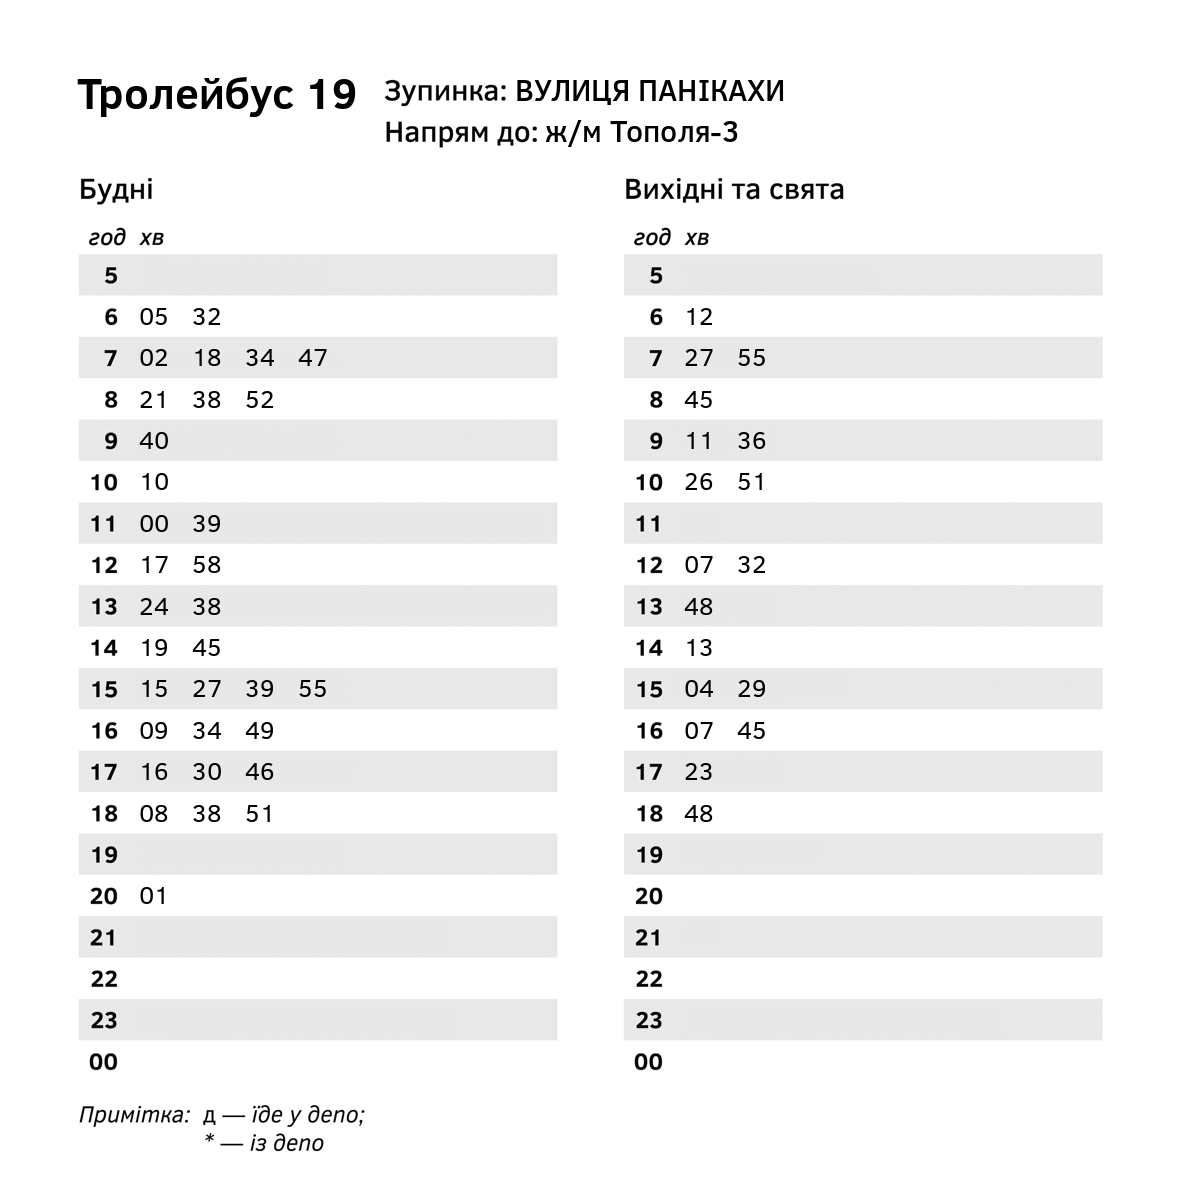 Тролейбус 19
Зупинка: ВУЛИЦЯ ПАНІКАХИ
Напрям до: ж/м Тополя-3
Будні
год хв
5
6 05 32
7 02 18 34 47
8 21 38 52
9 40
10 10
11 00 39
12 17 58
13 24 38
14 19 45
15 15 27 39 55
16 09 34 49
17 16 30 46
18 08 38 51
19
20 01
21
22
23
00
Вихідні та свята
год хв
5
6 12
7 27 55
8 45
9 11 36
10 26 51
11
12 07 32
13 48
14 13
15 04 29
16 07 45
17 23
18 48
19
20
21
22
23
00
Примітка: д — їде у депо;
* — із депо